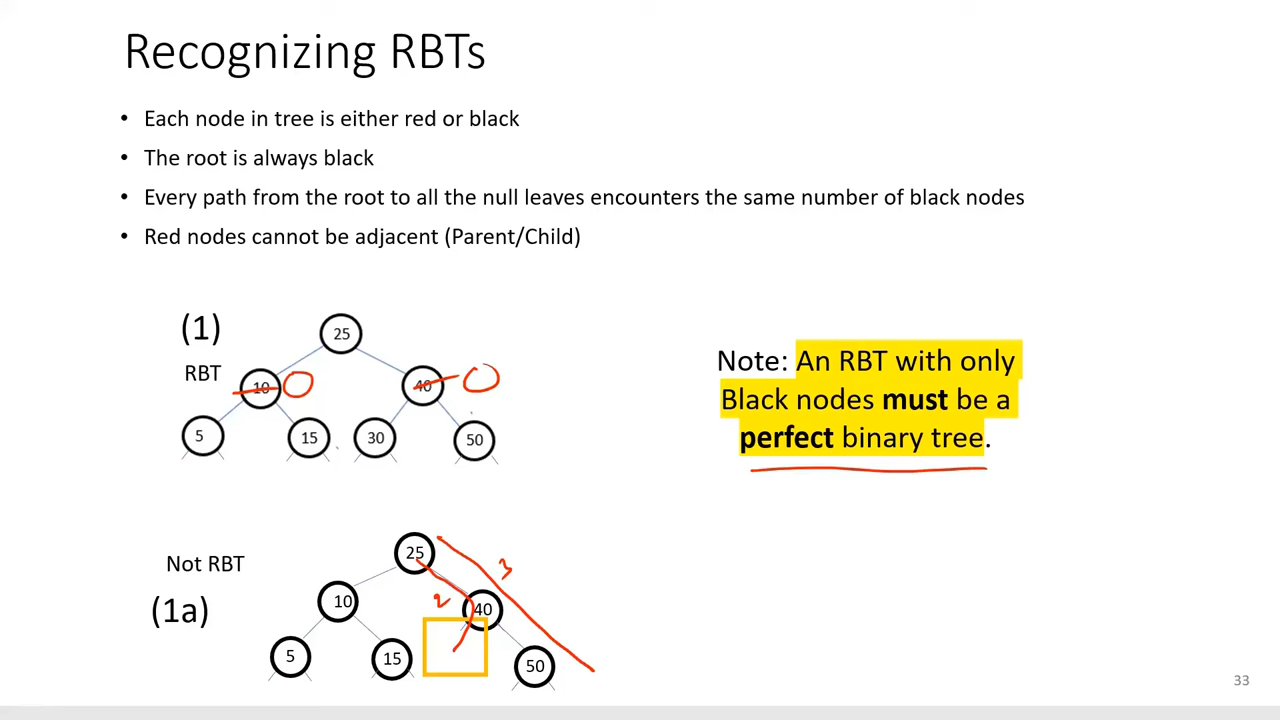 Recognizing RBTs
• Each node in tree is either red or black
• The root is always black
• Every path from the root to all the null leaves encounters the same number of black nodes
• Red nodes cannot be adjacent (Parent/Child)
(1)
RBT
25
10
40
5
15
30
50
Note: An RBT with only
Black nodes must be a
perfect binary tree.
Not RBT
(1a)
25
3
10
2
40
5
15
50
33